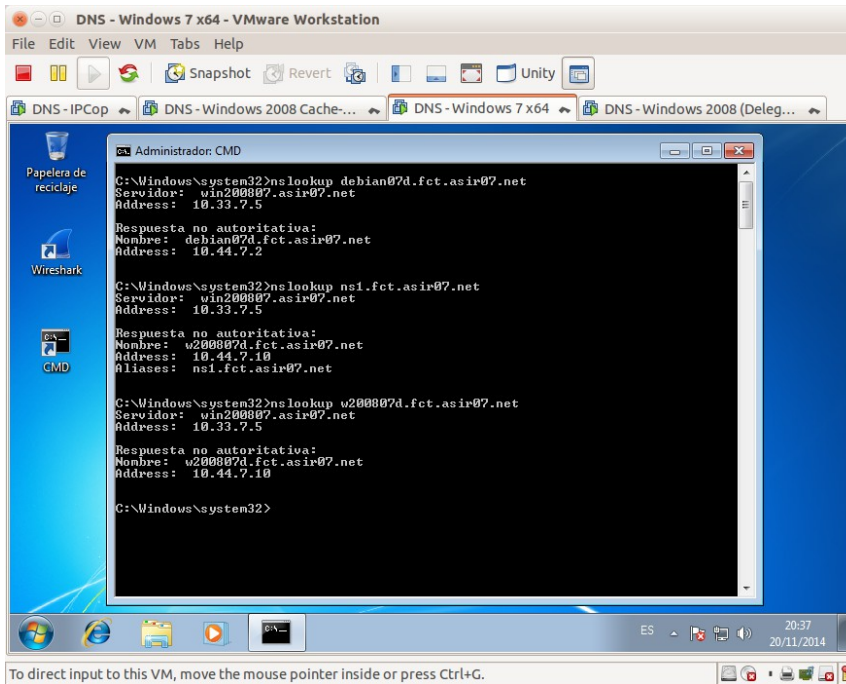 DNS - Windows 7 x64 - VMware Workstation
File Edit View VM Tabs Help
Snapshot Revert Unity
DNS - IPCop DNS - Windows 2008 Cache-... DNS - Windows 7 x64 DNS - Windows 2008 (Deleg...
Papelera de
reciclaje
Wireshark
C:\
CMD
Administrador: CMD
C:\Windows\system32>nslookup debian07d.fct.asir07.net
Servidor: win200807.asir07.net
Address: 10.33.7.5
Respuesta no autoritativa:
Nombre: debian07d.fct.asir07.net
Address: 10.44.7.2
C:\Windows\system32>nslookup ns1.fct.asir07.net
Servidor: win200807.asir07.net
Address: 10.33.7.5
Respuesta no autoritativa:
Nombre: w200807d.fct.asir07.net
Address: 10.44.7.10
Aliases: ns1.fct.asir07.net
C:\Windows\system32>nslookup w200807d.fct.asir07.net
Servidor: win200807.asir07.net
Address: 10.33.7.5
Respuesta no autoritativa:
Nombre: w200807d.fct.asir07.net
Address: 10.44.7.10
C:\Windows\system32>
ES
20:37
20/11/2014
To direct input to this VM, move the mouse pointer inside or press Ctrl+G.